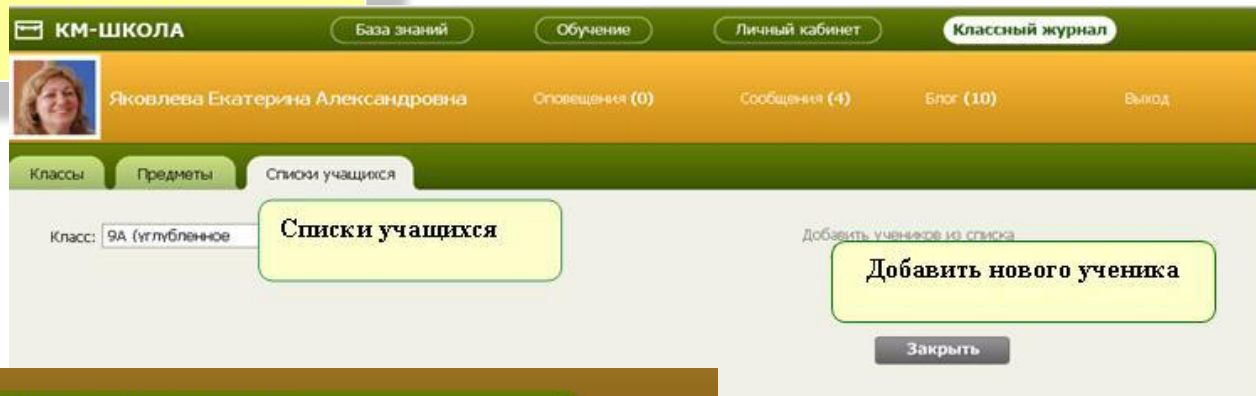 КМ-ШКОЛА База знаний Обучение Личный кабинет Классный журнал
Яковлева Екатерина Александровна Оповещения (0) Сообщения (4) Блог (10) Выход
Классы Предметы Списки учащихся
Класс: 9А (углубленное
Списки учащихся
Добавить учеников из списка
Добавить нового ученика
Закрыть